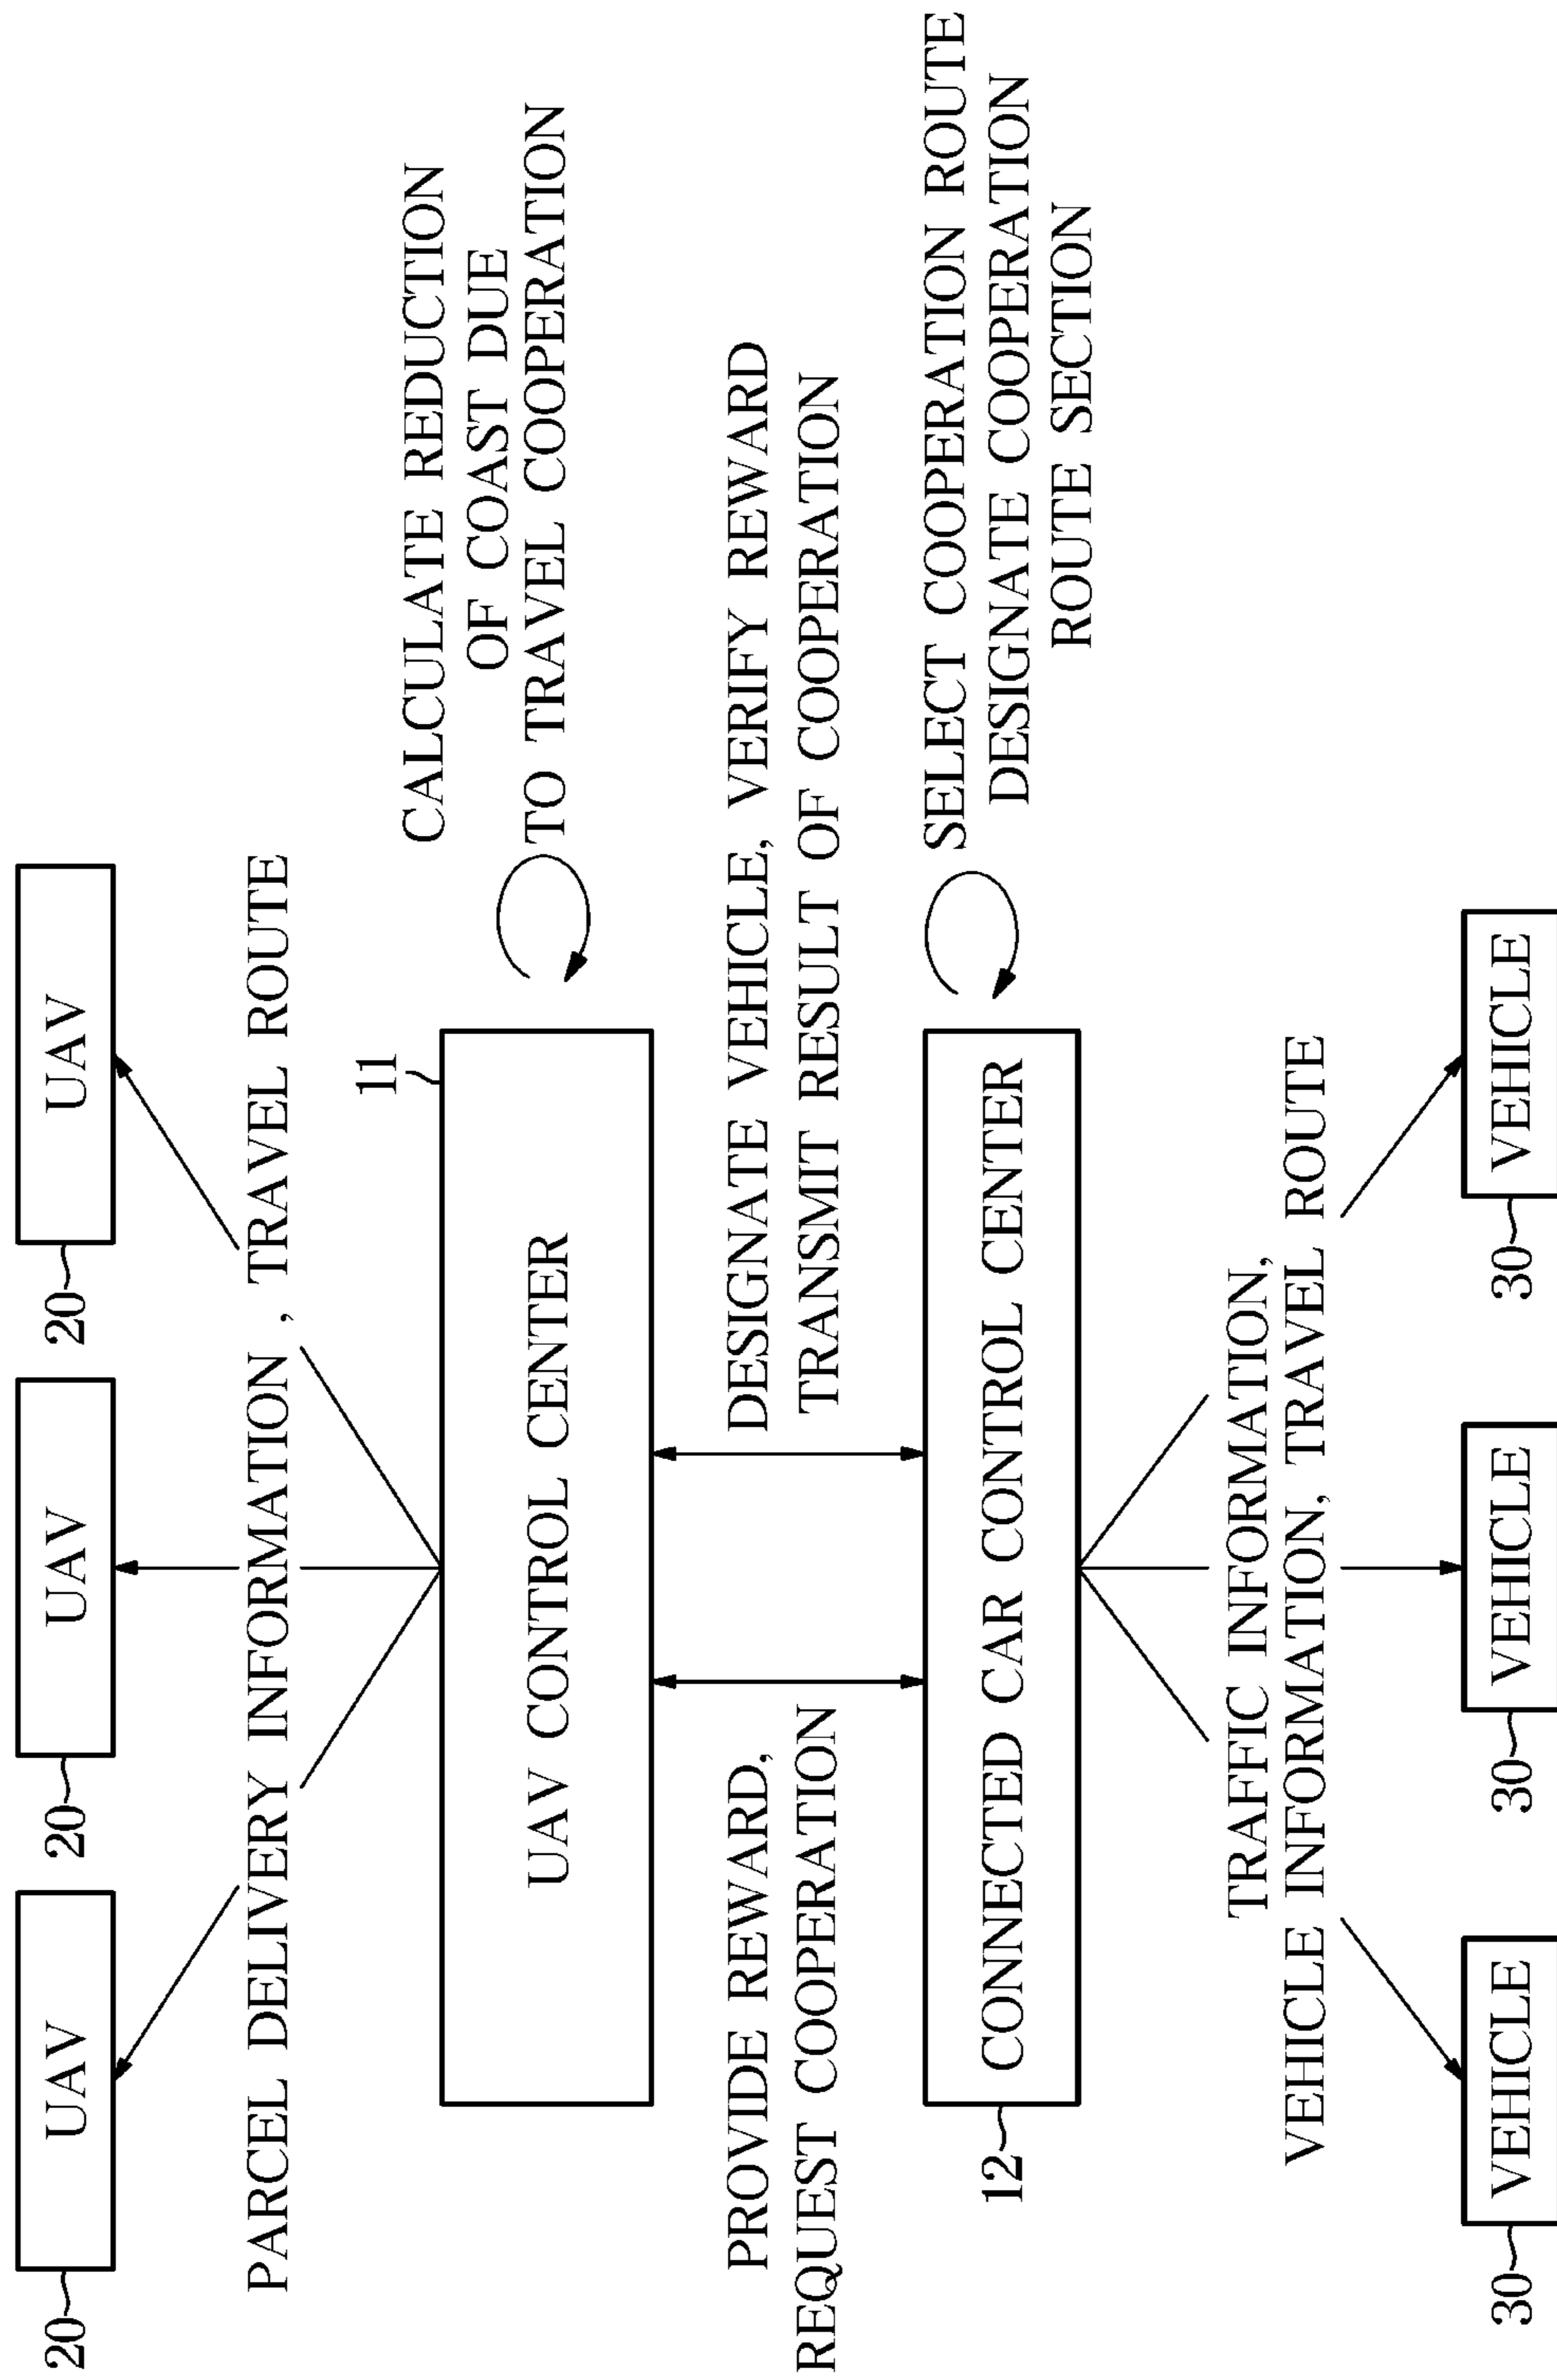 UAV
UAV
UAV
20
20
20
PARCEL DELIVERY INFORMATION , TRAVEL ROUTE
11
UAV CONTROL CENTER
CALCULATE REDUCTION
OF COAST DUE
TO TRAVEL COOPERATION
PROVIDE REWARD,
REQUEST COOPERATION
DESIGNATE VEHICLE, VERIFY REWARD
TRANSMIT RESULT OF COOPERATION
12
CONNECTED CAR CONTROL CENTER
SELECT COOPERATION ROUTE
DESIGNATE COOPERATION
ROUTE SECTION
TRAFFIC INFORMATION,
VEHICLE INFORMATION, TRAVEL ROUTE
30
VEHICLE
30
VEHICLE
30
VEHICLE